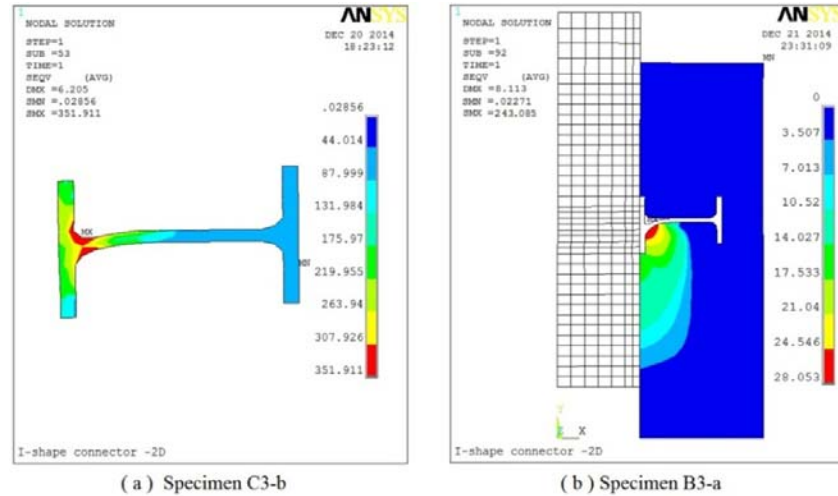 1
ANSYS
NODAL SOLUTION
DEC 20 2014
18:23:12
STEP=1
SUB =53
TIME=1
SEQV (AVG)
DMX =6.205
SMN =.02856
SMX =351.911
.02856
44.014
87.999
131.984
175.97
219.955
263.94
307.926
351.911
MX
MN
I-shape connector -2D
( a ) Specimen C3-b
1
ANSYS
NODAL SOLUTION
DEC 21 2014
23:31:09
STEP=1
SUB =92
TIME=1
SEQV (AVG)
DMX =8.113
SMN =.02271
SMX =243.085
MN
0
3.507
7.013
10.52
14.027
17.533
21.04
24.546
28.053
X
I-shape connector -2D
( b ) Specimen B3-a